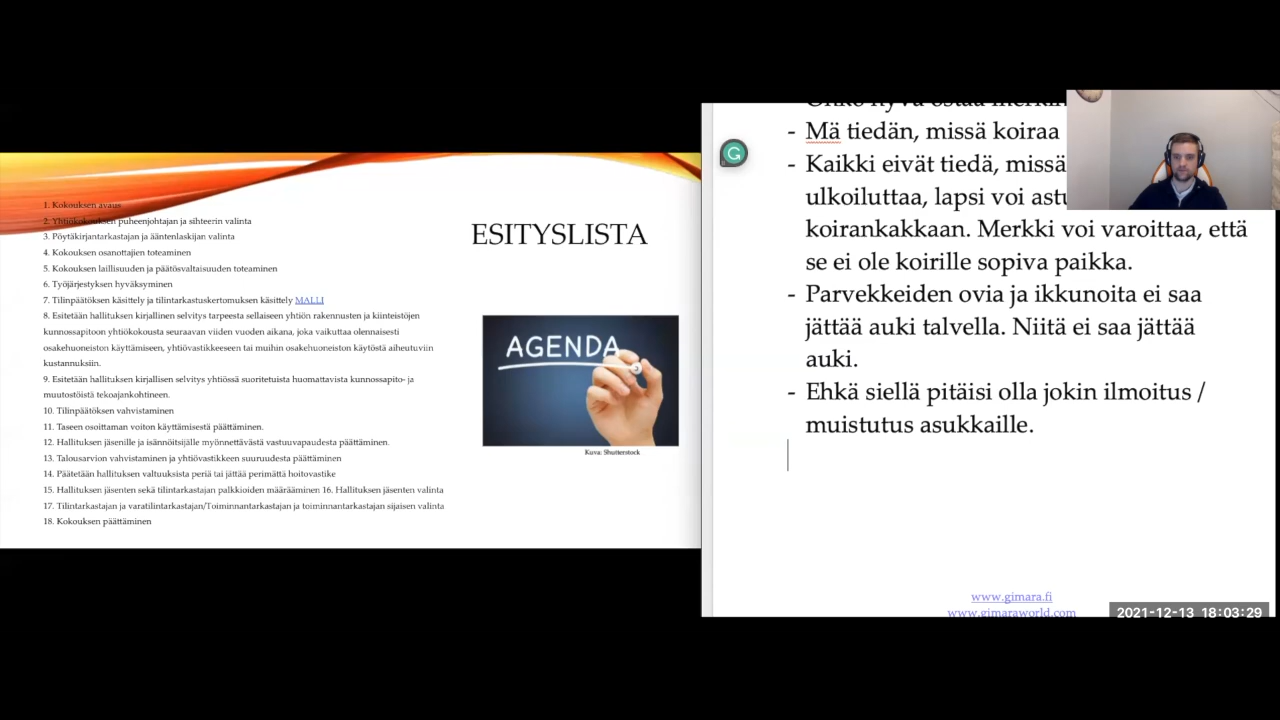 1. Kokouksen avaus
2. Yhtiökokouksen puheenjohtajan ja sihteerin valinta
3. Pöytäkirjantarkastajan ja ääntenlaskijan valinta
4. Kokouksen osanottajien toteaminen
5. Kokouksen laillisuuden ja päätösvaltaisuuden toteaminen
6. Työjärjestyksen hyväksyminen
7. Tilinpäätöksen käsittely ja tilintarkastuskertomuksen käsittely MALLI
8. Esitetään hallituksen kirjallinen selvitys tarpeesta sellaiseen yhtiön rakennusten ja kiinteistöjen
kunnossapitoon yhtiökokousta seuraavan viiden vuoden aikana, joka vaikuttaa olennaisesti
osakehuoneiston käyttämiseen, yhtiövastikkeeseen tai muihin osakehuoneiston käytöstä aiheutuviin
kustannuksiin.
9. Esitetään hallituksen kirjallisen selvitys yhtiössä suoritetuista huomattavista kunnossapito- ja
muutostöistä tekoajankohtineen.
10. Tilinpäätöksen vahvistaminen
11. Taseen osoittaman voiton käyttämisestä päättäminen.
12. Hallituksen jäsenille ja isännöitsijälle myönnettävästä vastuuvapaudesta päättäminen.
13. Talousarvion vahvistaminen ja yhtiövastikkeen suuruudesta päättäminen
14. Päätetään hallituksen valtuuksista periä tai jättää perimättä hoitovastike
15. Hallituksen jäsenten sekä tilintarkastajan palkkioiden määrääminen 16. Hallituksen jäsenten valinta
17. Tilintarkastajan ja varatilintarkastajan/Toiminnantarkastajan ja toiminnantarkastajan sijaisen valinta
18. Kokouksen päättäminen
ESITYSLISTA
AGENDA
Kuva: Shutterstock
Onko hyvä ostaa
- Mä tiedän, missä koiraa
- Kaikki eivät tiedä, missä
ulkoiluttaa, lapsi voi astu
koirankakkaan. Merkki voi varoittaa, että
se ei ole koirille sopiva paikka.
- Parvekkeiden ovia ja ikkunoita ei saa
jättää auki talvella. Niitä ei saa jättää
auki.
- Ehkä siellä pitäisi olla jokin ilmoitus /
muistutus asukkaille.
www.gimara.fi
www.gimaraworld.com
2021-12-13 18:03:29